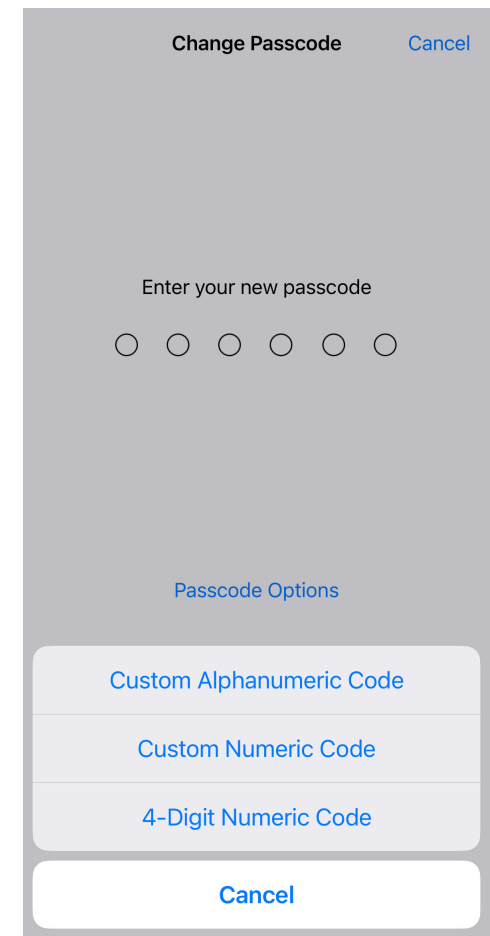 Change Passcode Cancel
Enter your new passcode
Passcode Options
Custom Alphanumeric Code
Custom Numeric Code
4-Digit Numeric Code
Cancel